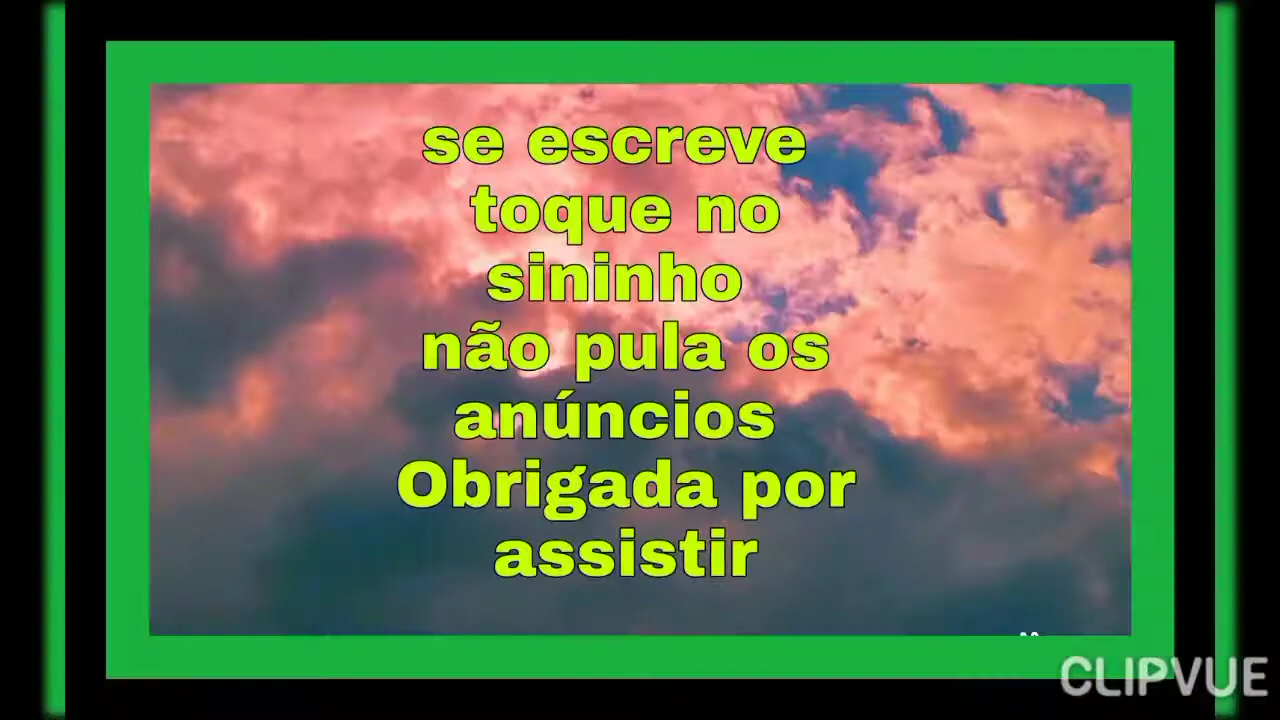 se escreve
toque no
sininho
não pula os
anúncios
Obrigada por
assistir
CLIPVUE